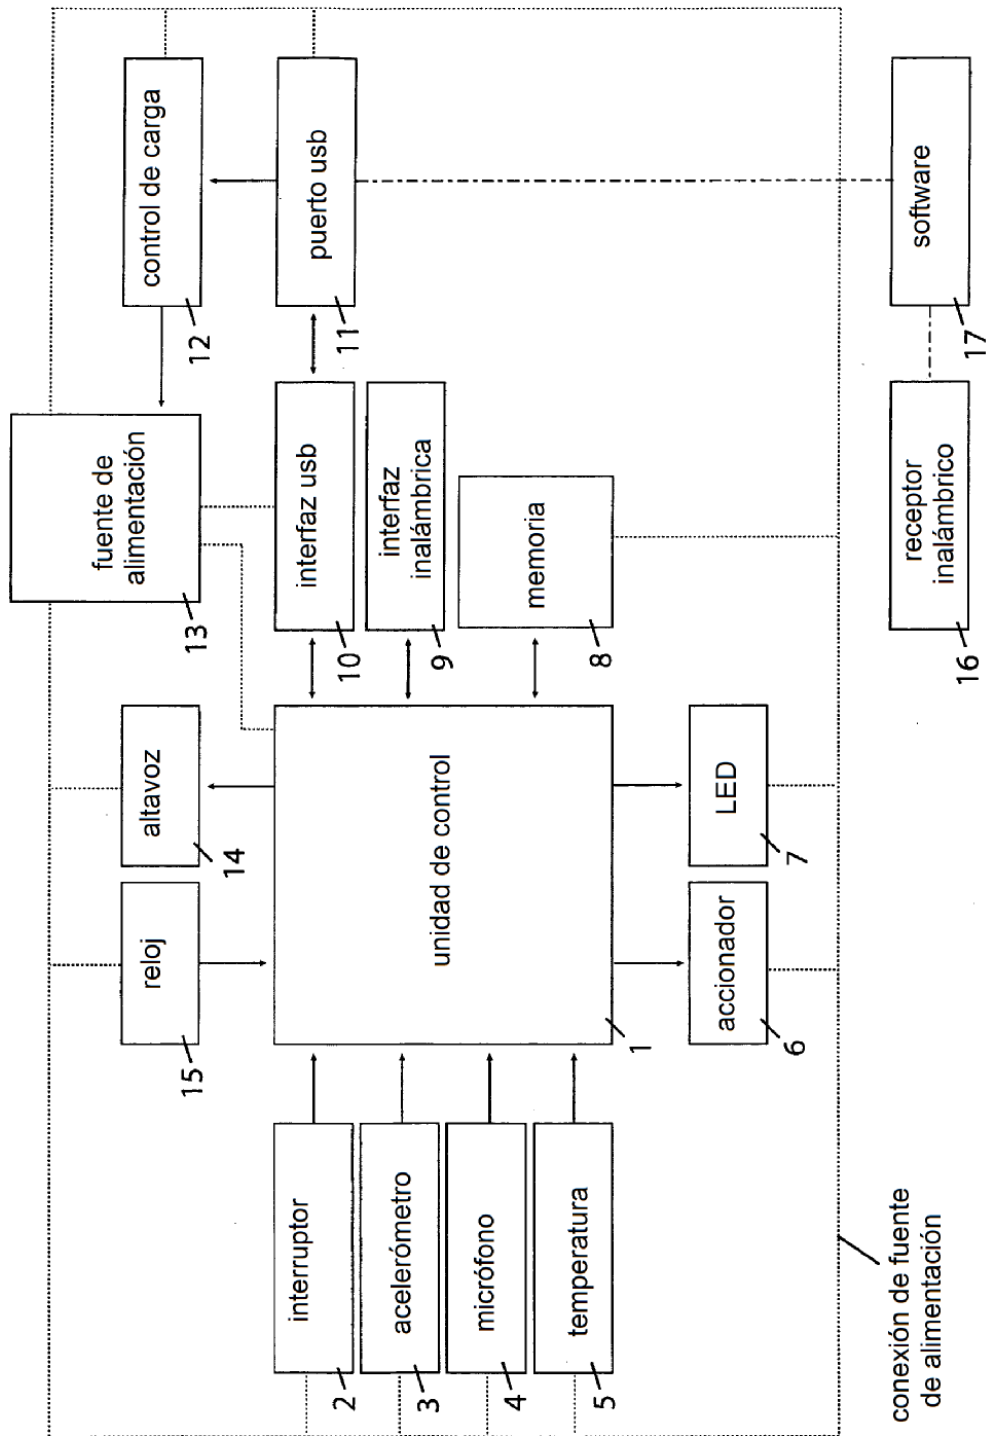 reloj
15
altavoz
14
fuente de
alimentación
13
control de carga
12
interruptor
2
acelerómetro
3
micrófono
4
temperatura
5
unidad de control
1
interfaz usb
10
interfaz
inalámbrica
9
memoria
8
puerto usb
11
accionador
6
LED
7
receptor
inalámbrico
16
software
17
conexión de fuente
de alimentación